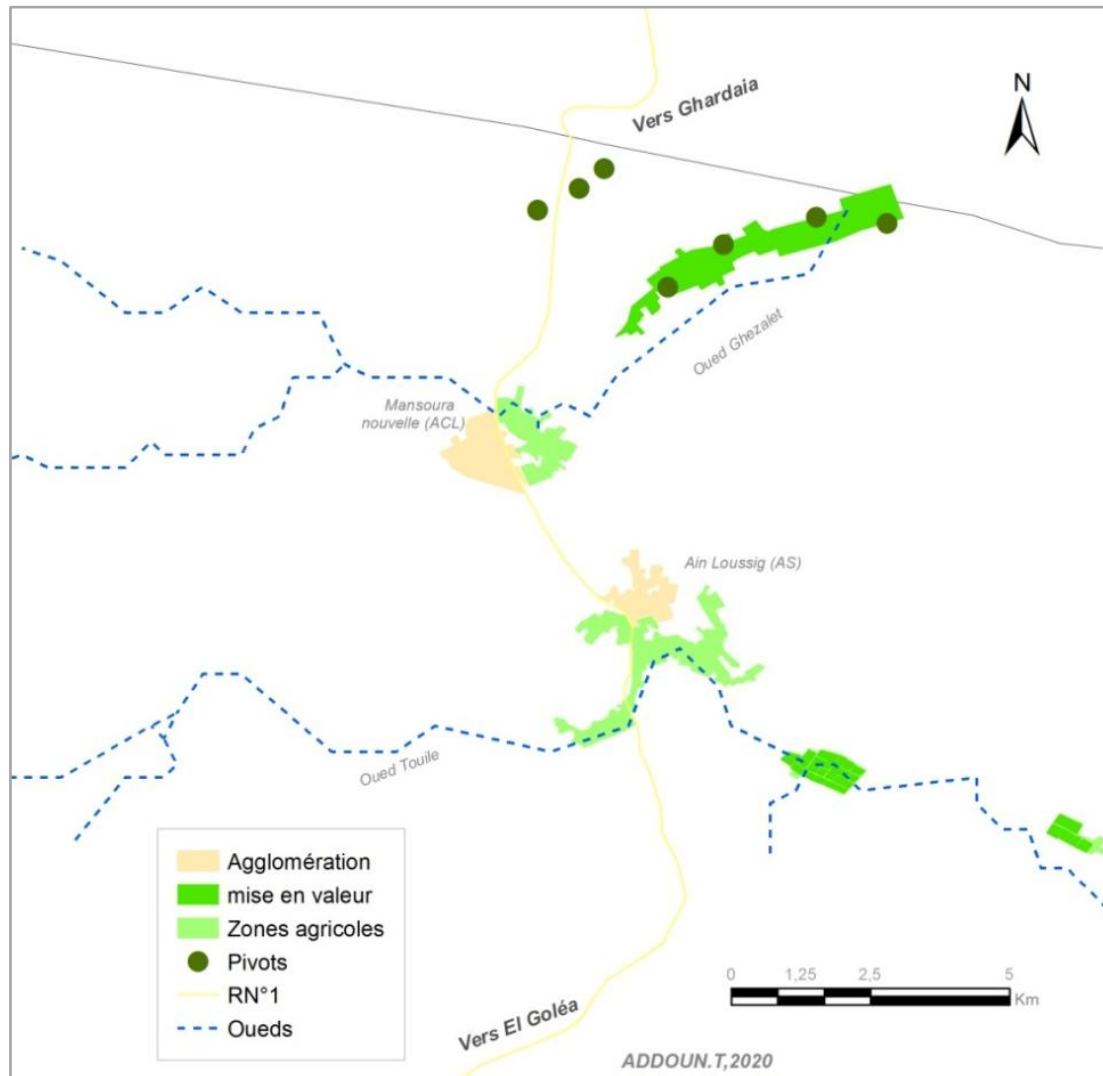 Vers Ghardaia
N
Oued Ghezalet
Mansoura
nouvelle (ACL)
Ain Loussig (AS)
Oued Touile
Agglomération
mise en valeur
Zones agricoles
Pivots
RN°1
Oueds
0 1,25 2,5 5
Km
Vers El Goléa
ADDOUN.T,2020